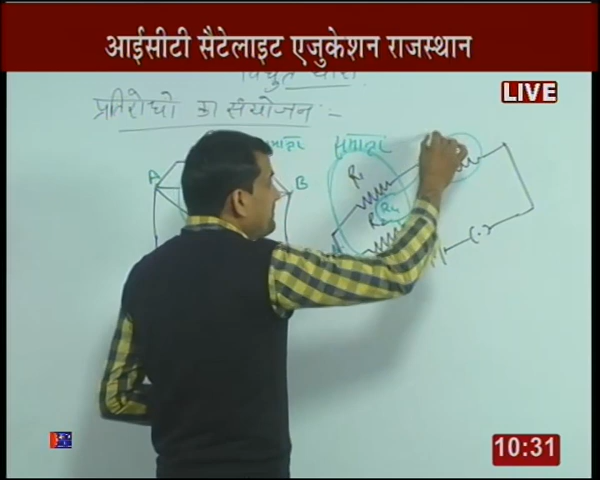 आईसीटी सैटेलाइट एजुकेशन राजस्थान
LIVE
विद्युत धारा
प्रतिरोधो का संयोजन :-
A
B
R₁
10:31